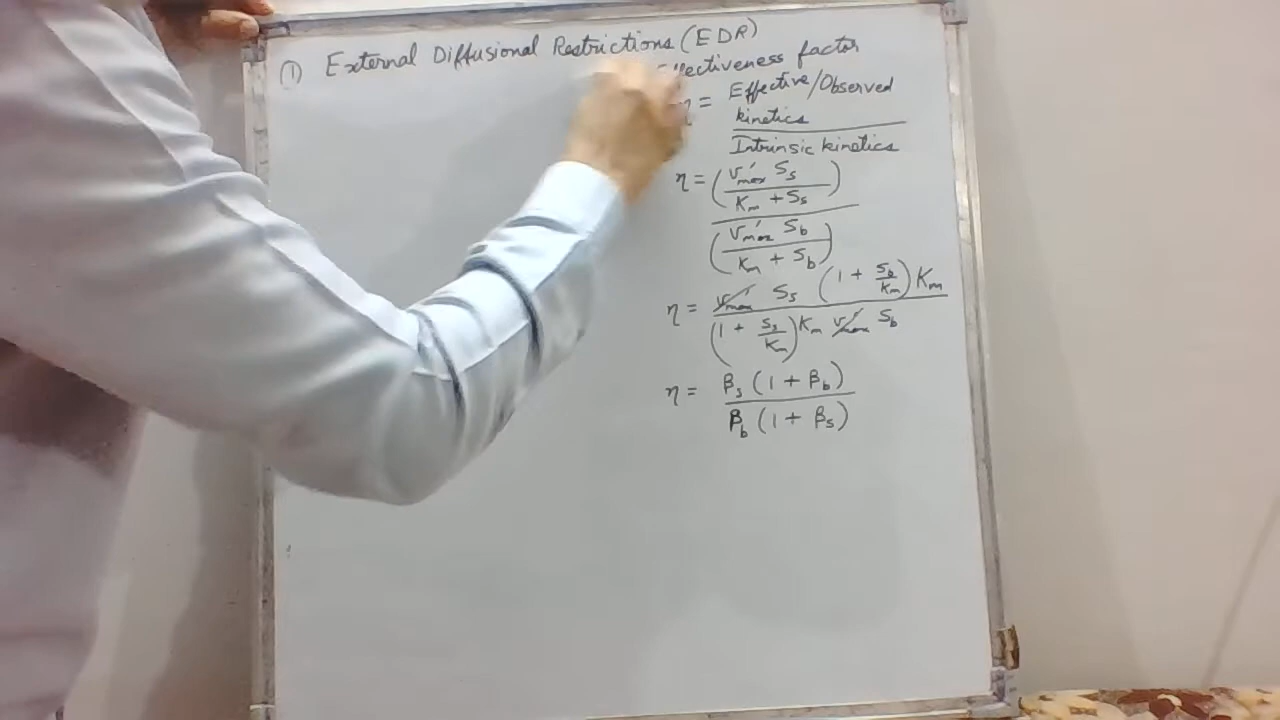 ① External Diffusional Restrictions (EDR)
Effectiveness factor
η = Effective/Observed
kinetics
Intrinsic kinetics
η = (v'max Ss / Km + Ss)
(v'max Sb / Km + Sb)
η = v'max Ss (1 + Sb/Km) Km
(1 + Ss/Km) Km v'max Sb
η = βs (1 + βb)
βb (1 + βs)